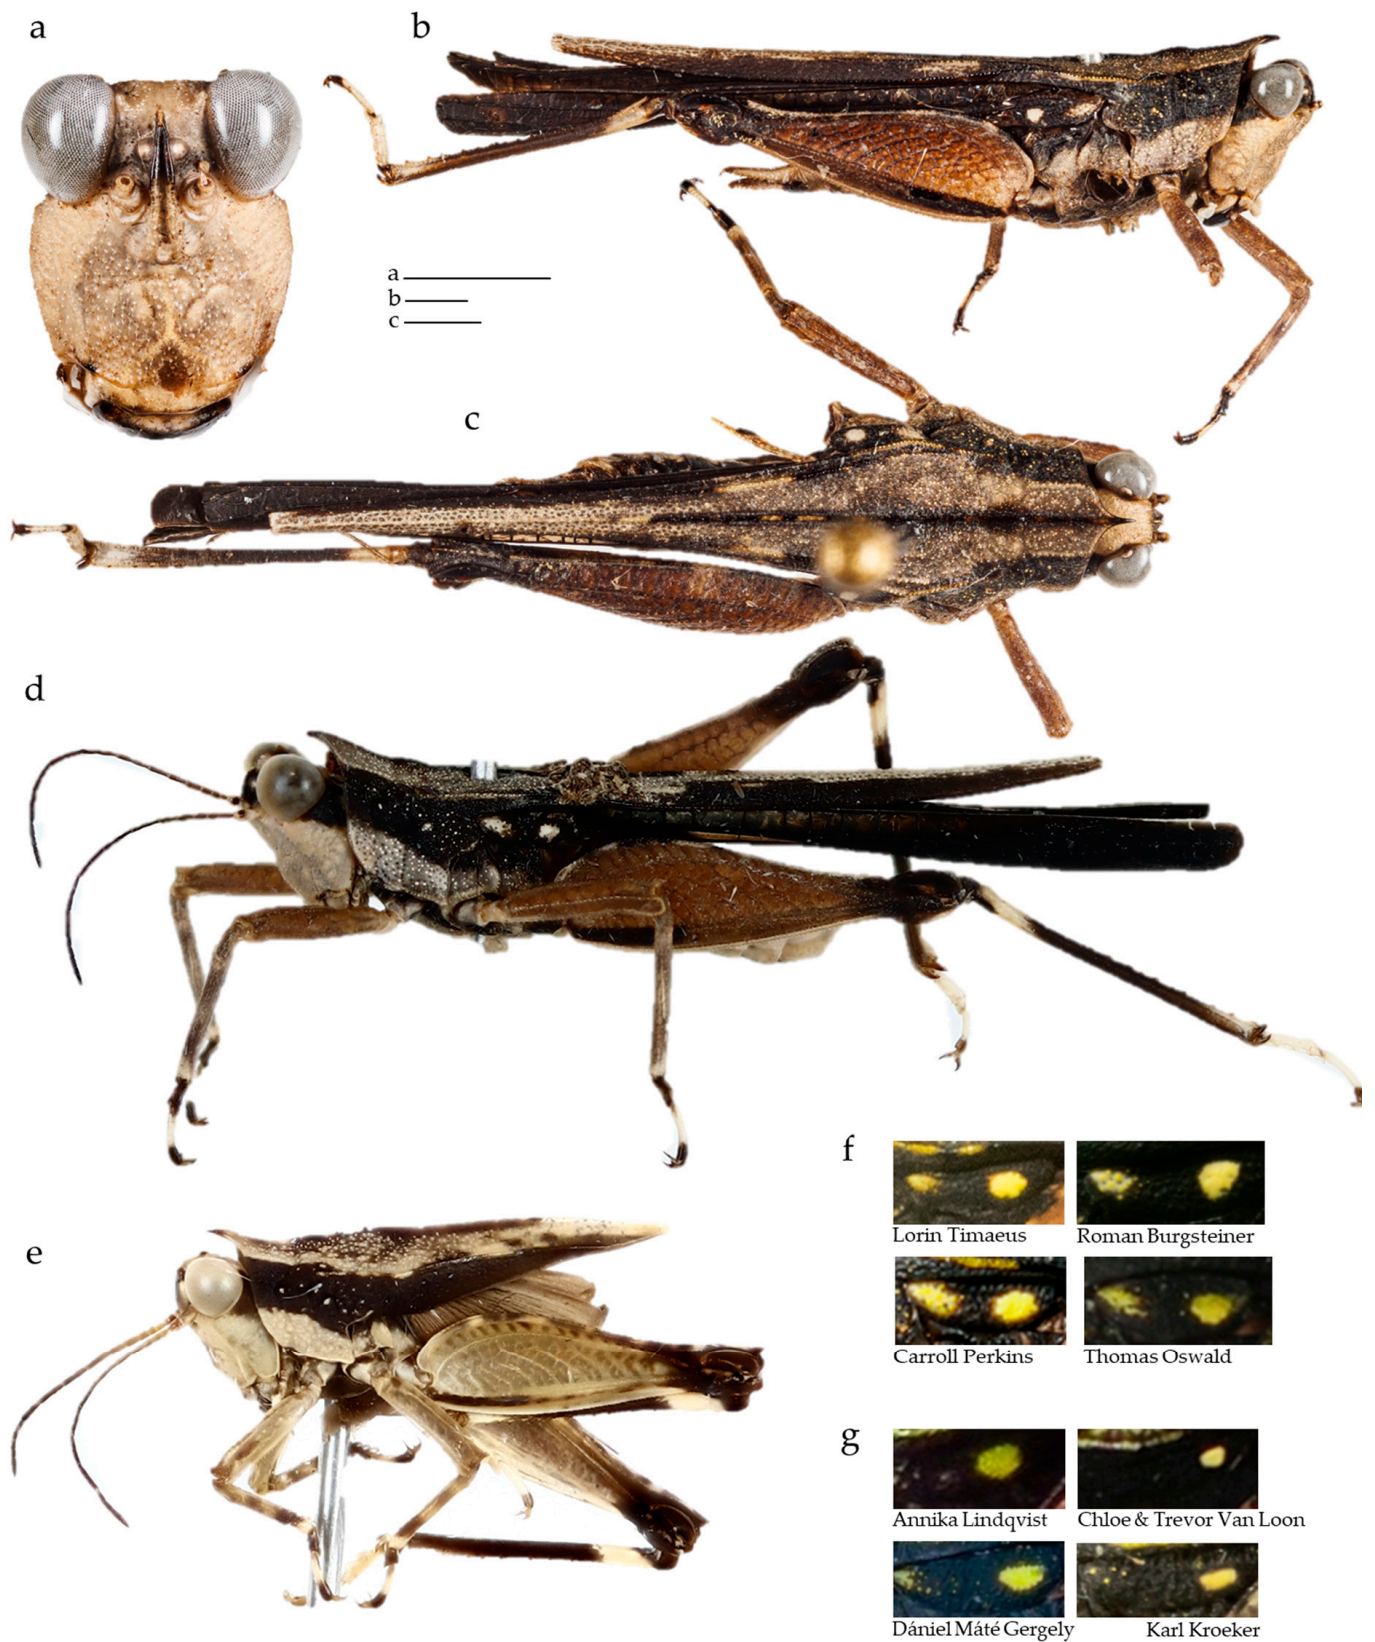 a
b
a
b
c
c
d
e
f
Lorin Timaeus
Roman Burgsteiner
Carroll Perkins
Thomas Oswald
g
Annika Lindqvist
Chloe & Trevor Van Loon
Dániel Máté Gergely
Karl Kroeker